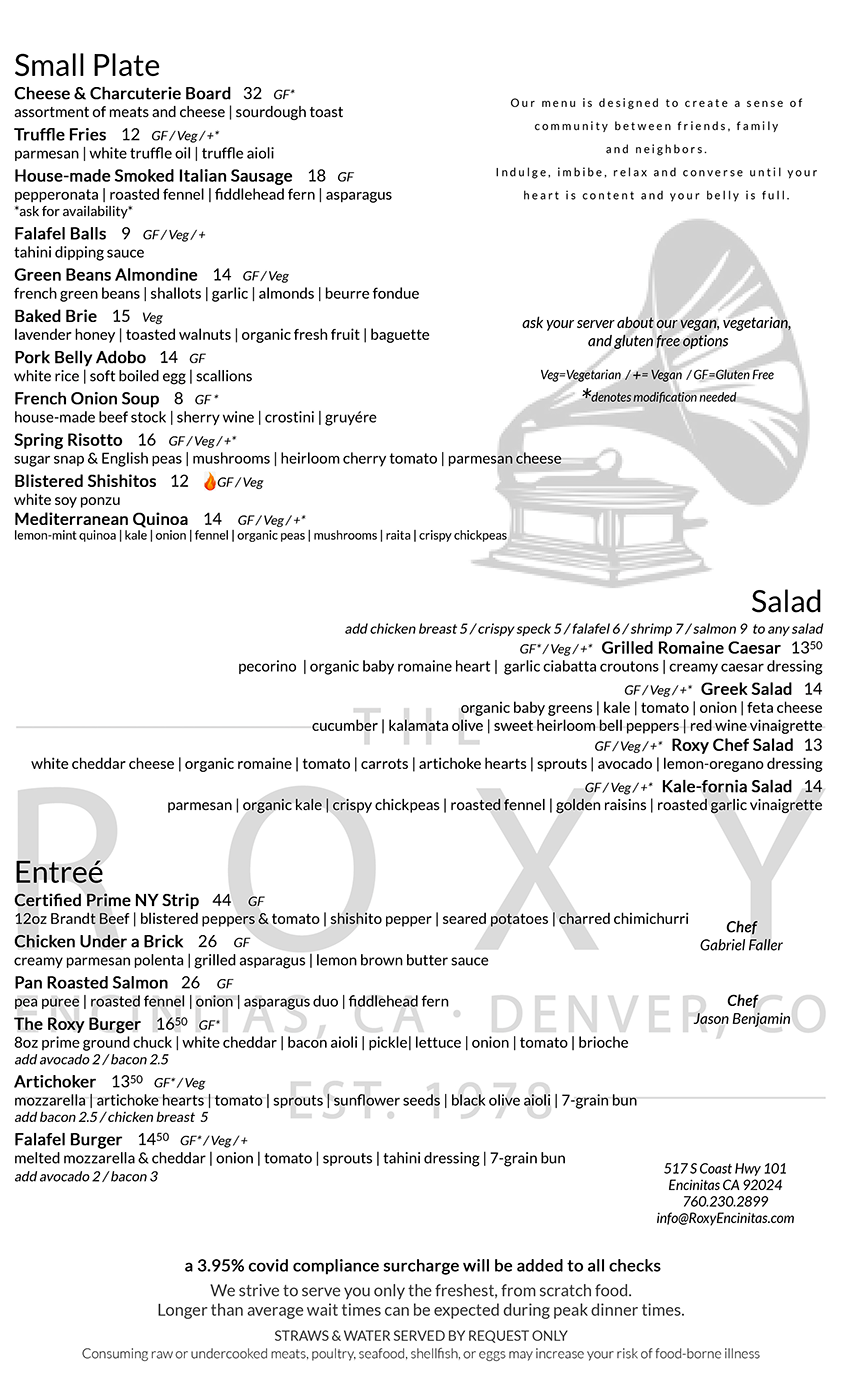 Small Plate
Cheese & Charcuterie Board 32 GF*
assortment of meats and cheese | sourdough toast
Truffle Fries 12 GF / Veg / +*
parmesan | white truffle oil | truffle aioli
House-made Smoked Italian Sausage 18 GF
pepperonata | roasted fennel | fiddlehead fern | asparagus
*ask for availability*
Falafel Balls 9 GF / Veg / +
tahini dipping sauce
Green Beans Almondine 14 GF / Veg
french green beans | shallots | garlic | almonds | beurre fondue
Baked Brie 15 Veg
lavender honey | toasted walnuts | organic fresh fruit | baguette
Pork Belly Adobo 14 GF
white rice | soft boiled egg | scallions
French Onion Soup 8 GF *
house-made beef stock | sherry wine | crostini | gruyére
Spring Risotto 16 GF / Veg / +*
sugar snap & English peas | mushrooms | heirloom cherry tomato | parmesan cheese
Blistered Shishitos 12 🔥GF / Veg
white soy ponzu
Mediterranean Quinoa 14 GF / Veg / +*
lemon-mint quinoa | kale | onion | fennel | organic peas | mushrooms | raita | crispy chickpeas
Our menu is designed to create a sense of
community between friends, family
and neighbors.
Indulge, imbibe, relax and converse until your
heart is content and your belly is full.
ask your server about our vegan, vegetarian,
and gluten free options
Veg=Vegetarian / += Vegan / GF=Gluten Free
*denotes modification needed
Salad
add chicken breast 5 / crispy speck 5 / falafel 6 / shrimp 7 / salmon 9 to any salad
GF* / Veg / +* Grilled Romaine Caesar 13⁵⁰
pecorino | organic baby romaine heart | garlic ciabatta croutons | creamy caesar dressing
GF / Veg / +* Greek Salad 14
organic baby greens | kale | tomato | onion | feta cheese
cucumber | kalamata olive | sweet heirloom bell peppers | red wine vinaigrette
GF / Veg / +* Roxy Chef Salad 13
white cheddar cheese | organic romaine | tomato | carrots | artichoke hearts | sprouts | avocado | lemon-oregano dressing
GF / Veg / +* Kale-fornia Salad 14
parmesan | organic kale | crispy chickpeas | roasted fennel | golden raisins | roasted garlic vinaigrette
THE
ROXY
ENCINITAS, CA · DENVER, CO
EST. 1978
Entreé
Certified Prime NY Strip 44 GF
12oz Brandt Beef | blistered peppers & tomato | shishito pepper | seared potatoes | charred chimichurri
Chicken Under a Brick 26 GF
creamy parmesan polenta | grilled asparagus | lemon brown butter sauce
Pan Roasted Salmon 26 GF
pea puree | roasted fennel | onion | asparagus duo | fiddlehead fern
The Roxy Burger 16⁵⁰ GF*
8oz prime ground chuck | white cheddar | bacon aioli | pickle| lettuce | onion | tomato | brioche
add avocado 2 / bacon 2.5
Artichoker 13⁵⁰ GF* / Veg
mozzarella | artichoke hearts | tomato | sprouts | sunflower seeds | black olive aioli | 7-grain bun
add bacon 2.5 / chicken breast 5
Falafel Burger 14⁵⁰ GF* / Veg / +
melted mozzarella & cheddar | onion | tomato | sprouts | tahini dressing | 7-grain bun
add avocado 2 / bacon 3
Chef
Gabriel Faller
Chef
Jason Benjamin
517 S Coast Hwy 101
Encinitas CA 92024
760.230.2899
info@RoxyEncinitas.com
a 3.95% covid compliance surcharge will be added to all checks
We strive to serve you only the freshest, from scratch food.
Longer than average wait times can be expected during peak dinner times.
STRAWS & WATER SERVED BY REQUEST ONLY
Consuming raw or undercooked meats, poultry, seafood, shellfish, or eggs may increase your risk of food-borne illness